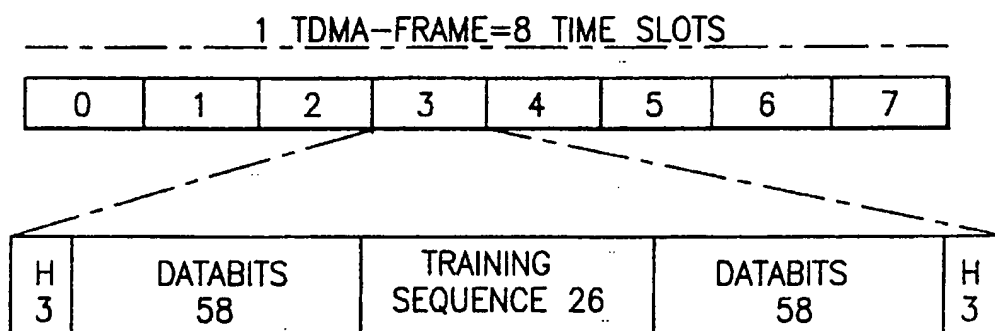 1 TDMA-FRAME=8 TIME SLOTS
0 1 2 3 4 5 6 7
H 3
DATABITS 58
TRAINING SEQUENCE 26
DATABITS 58
H 3